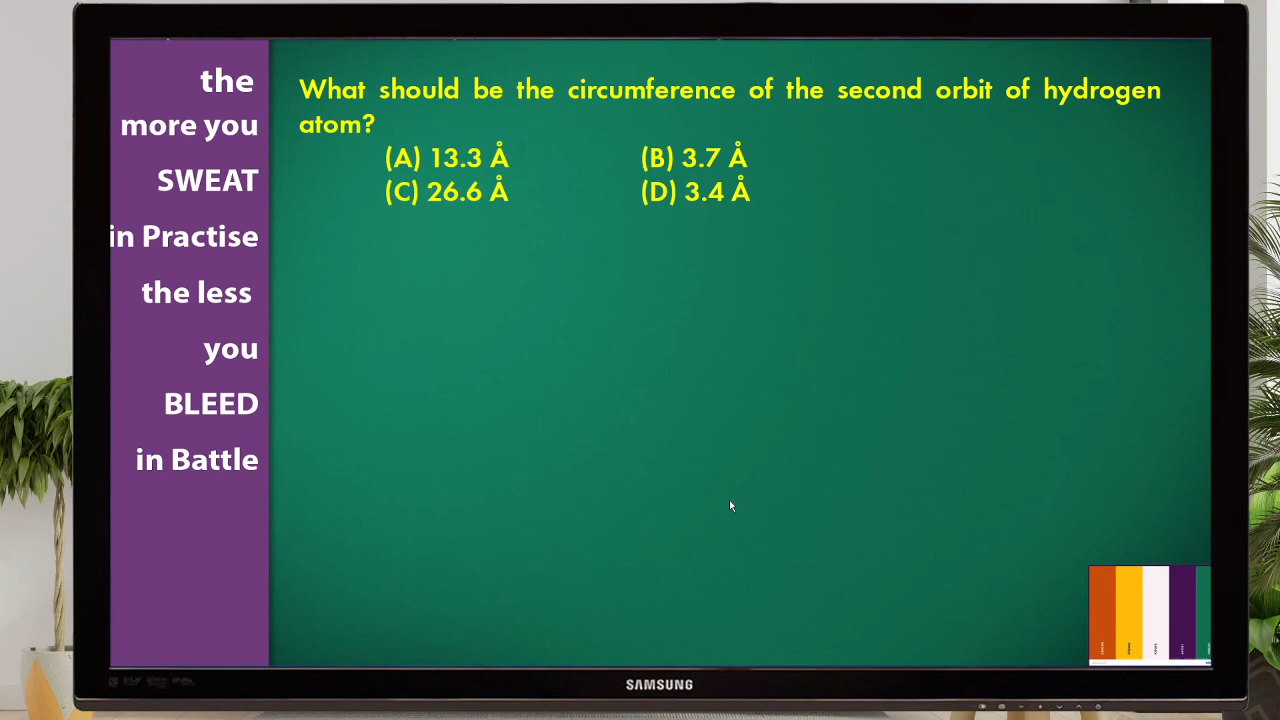 the
more you
SWEAT
in Practise
the less
you
BLEED
in Battle
What should be the circumference of the second orbit of hydrogen
atom?
(A) 13.3 Å (B) 3.7 Å
(C) 26.6 Å (D) 3.4 Å
SAMSUNG